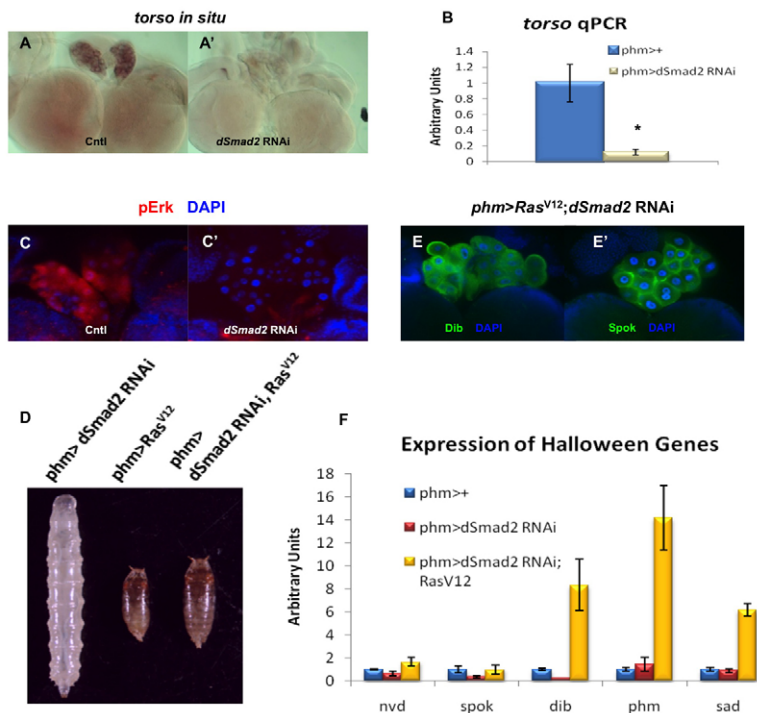 torso in situ
A
A'
Cntl
dSmad2 RNAi
B
torso qPCR
phm>+
phm>dSmad2 RNAi
Arbitrary Units
1.4
1.2
1
0.8
0.6
0.4
0.2
0
*
pErk DAPI
C
C'
Cntl
dSmad2 RNAi
phm>RasV12;dSmad2 RNAi
E
E'
Dib DAPI
Spok DAPI
D
phm> dSmad2 RNAi
phm>RasV12
phm>
dSmad2 RNAi, RasV12
F
Expression of Halloween Genes
phm>+
phm>dSmad2 RNAi
phm>dSmad2 RNAi;
RasV12
Arbitrary Units
18
16
14
12
10
8
6
4
2
0
nvd spok dib phm sad